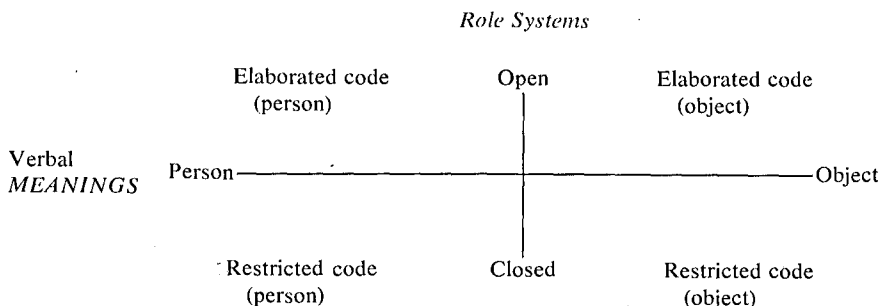 Role Systems
Elaborated code Open Elaborated code
(person) (object)
Verbal
MEANINGS Person Object
Restricted code Closed Restricted code
(person) (object)